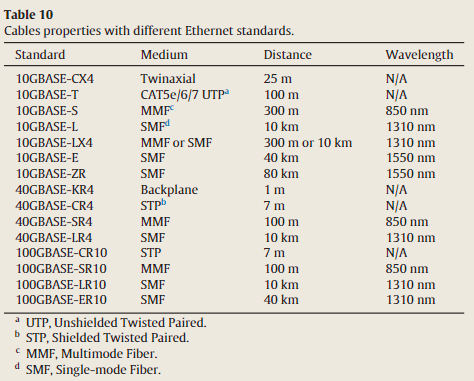 Table 10
Cables properties with different Ethernet standards.
Standard Medium Distance Wavelength
10GBASE-CX4 Twinaxial 25 m N/A
10GBASE-T CAT5e/6/7 UTPa 100 m N/A
10GBASE-S MMFc 300 m 850 nm
10GBASE-L SMFd 10 km 1310 nm
10GBASE-LX4 MMF or SMF 300 m or 10 km 1310 nm
10GBASE-E SMF 40 km 1550 nm
10GBASE-ZR SMF 80 km 1550 nm
40GBASE-KR4 Backplane 1 m N/A
40GBASE-CR4 STPb 7 m N/A
40GBASE-SR4 MMF 100 m 850 nm
40GBASE-LR4 SMF 10 km 1310 nm
100GBASE-CR10 STP 7 m N/A
100GBASE-SR10 MMF 100 m 850 nm
100GBASE-LR10 SMF 10 km 1310 nm
100GBASE-ER10 SMF 40 km 1310 nm
a UTP, Unshielded Twisted Paired.
b STP, Shielded Twisted Paired.
c MMF, Multimode Fiber.
d SMF, Single-mode Fiber.